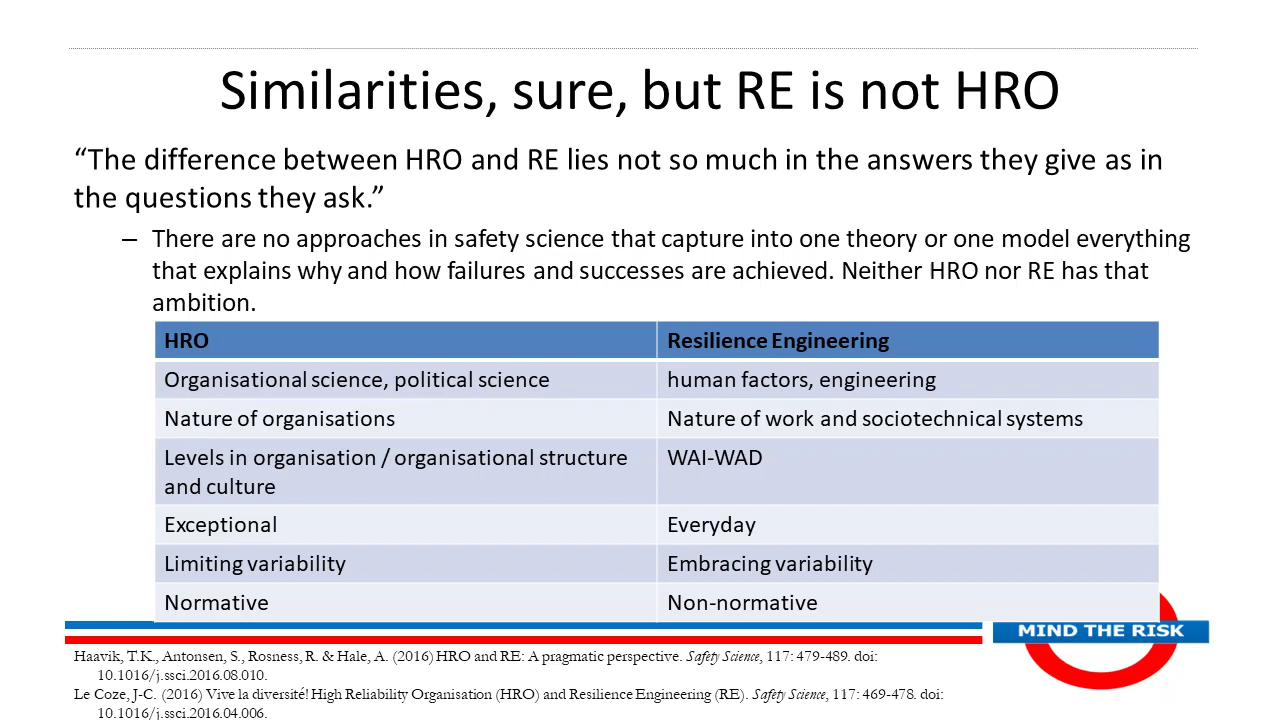 Similarities, sure, but RE is not HRO
“The difference between HRO and RE lies not so much in the answers they give as in
the questions they ask.”
– There are no approaches in safety science that capture into one theory or one model everything
that explains why and how failures and successes are achieved. Neither HRO nor RE has that
ambition.
HRO Resilience Engineering
Organisational science, political science human factors, engineering
Nature of organisations Nature of work and sociotechnical systems
Levels in organisation / organisational structure WAI-WAD
and culture
Exceptional Everyday
Limiting variability Embracing variability
Normative Non-normative
MIND THE RISK
Haavik, T.K., Antonsen, S., Rosness, R. & Hale, A. (2016) HRO and RE: A pragmatic perspective. Safety Science, 117: 479-489. doi:
10.1016/j.ssci.2016.08.010.
Le Coze, J-C. (2016) Vive la diversité! High Reliability Organisation (HRO) and Resilience Engineering (RE). Safety Science, 117: 469-478. doi:
10.1016/j.ssci.2016.04.006.